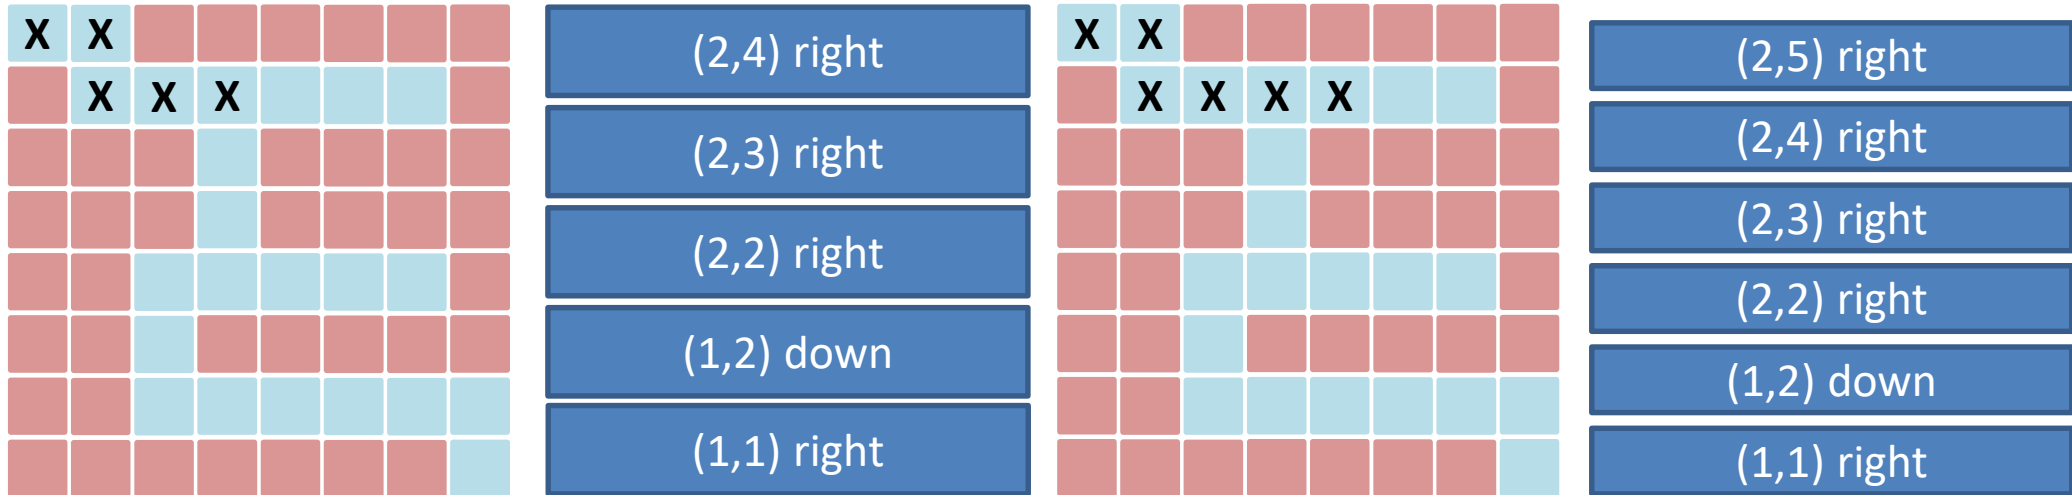 X X
X X X
(2,4) right
(2,3) right
(2,2) right
(1,2) down
(1,1) right
X X
X X X X
(2,5) right
(2,4) right
(2,3) right
(2,2) right
(1,2) down
(1,1) right